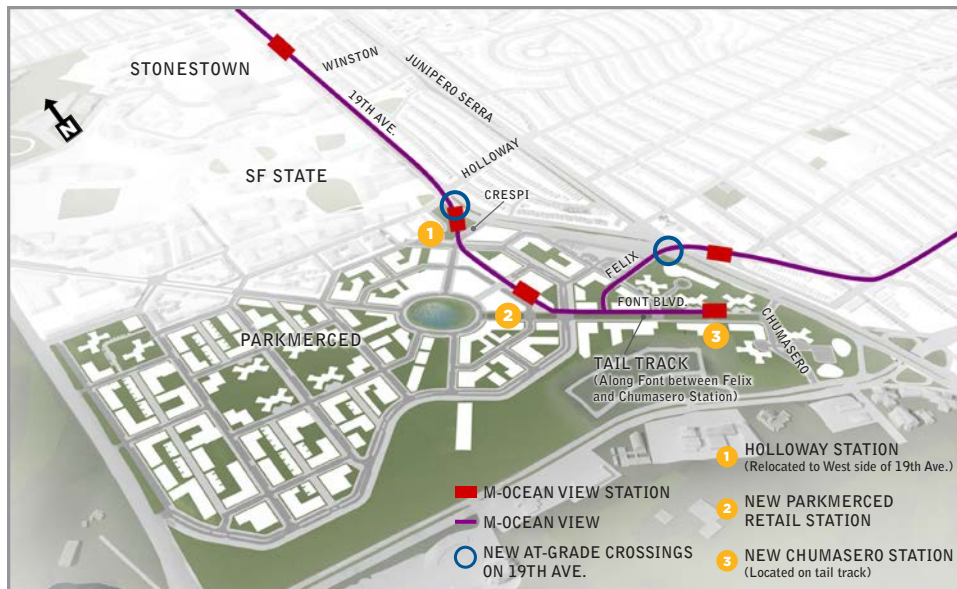 STONESTOWN
WINSTON
JUNIPERO SERRA
19TH AVE.
N
SF STATE
HOLLOWAY
CRESPI
1
FELIX
2
FONT BLVD.
PARKMERCED
3
CHUMASERO
TAIL TRACK
(Along Font between Felix
and Chumasero Station)
M-OCEAN VIEW STATION
M-OCEAN VIEW
NEW AT-GRADE CROSSINGS
ON 19TH AVE.
1 HOLLOWAY STATION
(Relocated to West side of 19th Ave.)
2 NEW PARKMERCED
RETAIL STATION
3 NEW CHUMASERO STATION
(Located on tail track)